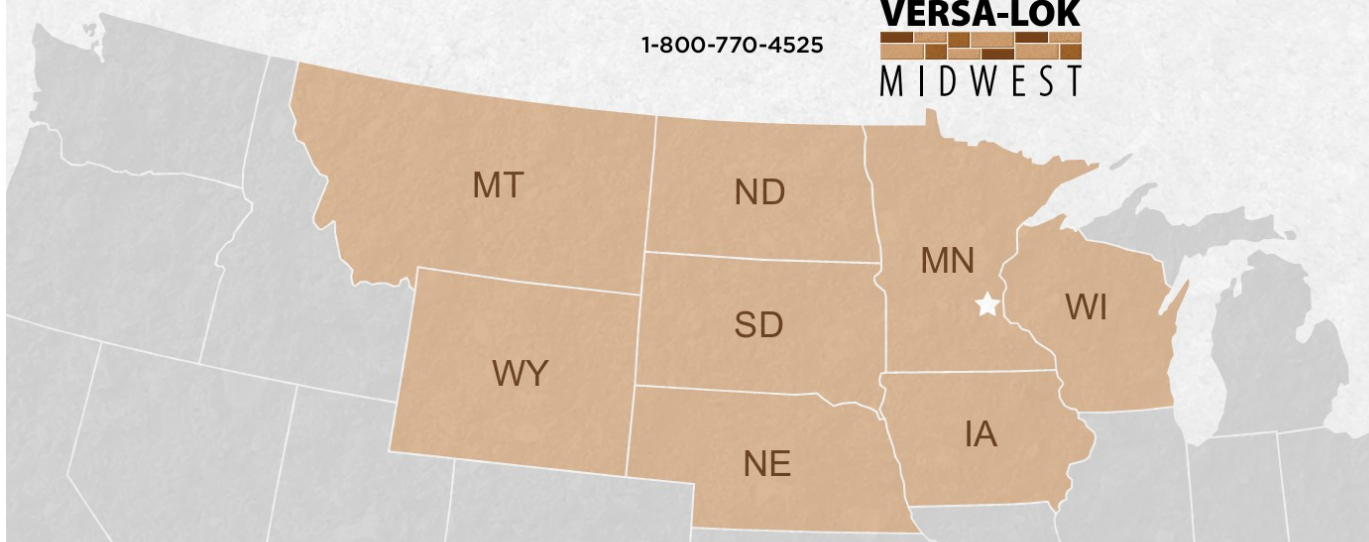 VERSA-LOK
1-800-770-4525
MIDWEST
MT
ND
MN
WI
SD
WY
IA
NE